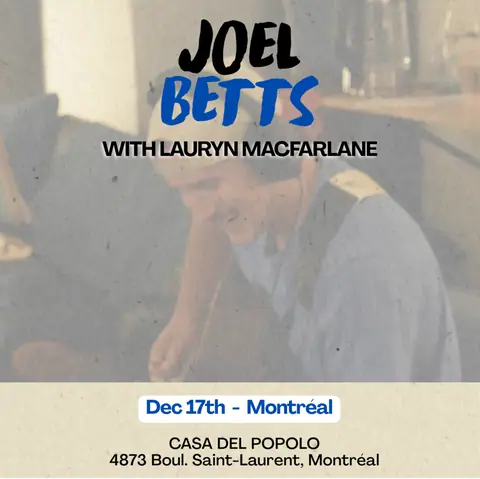 JOEL
BETTS
WITH LAURYN MACFARLANE
Dec 17th - Montréal
CASA DEL POPOLO
4873 Boul. Saint-Laurent, Montréal